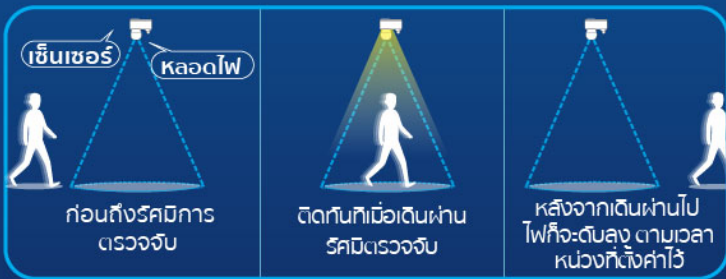 เซ็นเซอร์
หลอดไฟ
ก่อนถึงรัศมีการ
ตรวจจับ
ติดทันทีเมื่อเดินผ่าน
รัศมีตรวจจับ
หลังจากเดินผ่านไป
ไฟก็จะดับลง ตามเวลา
หน่วงที่ตั้งค่าไว้